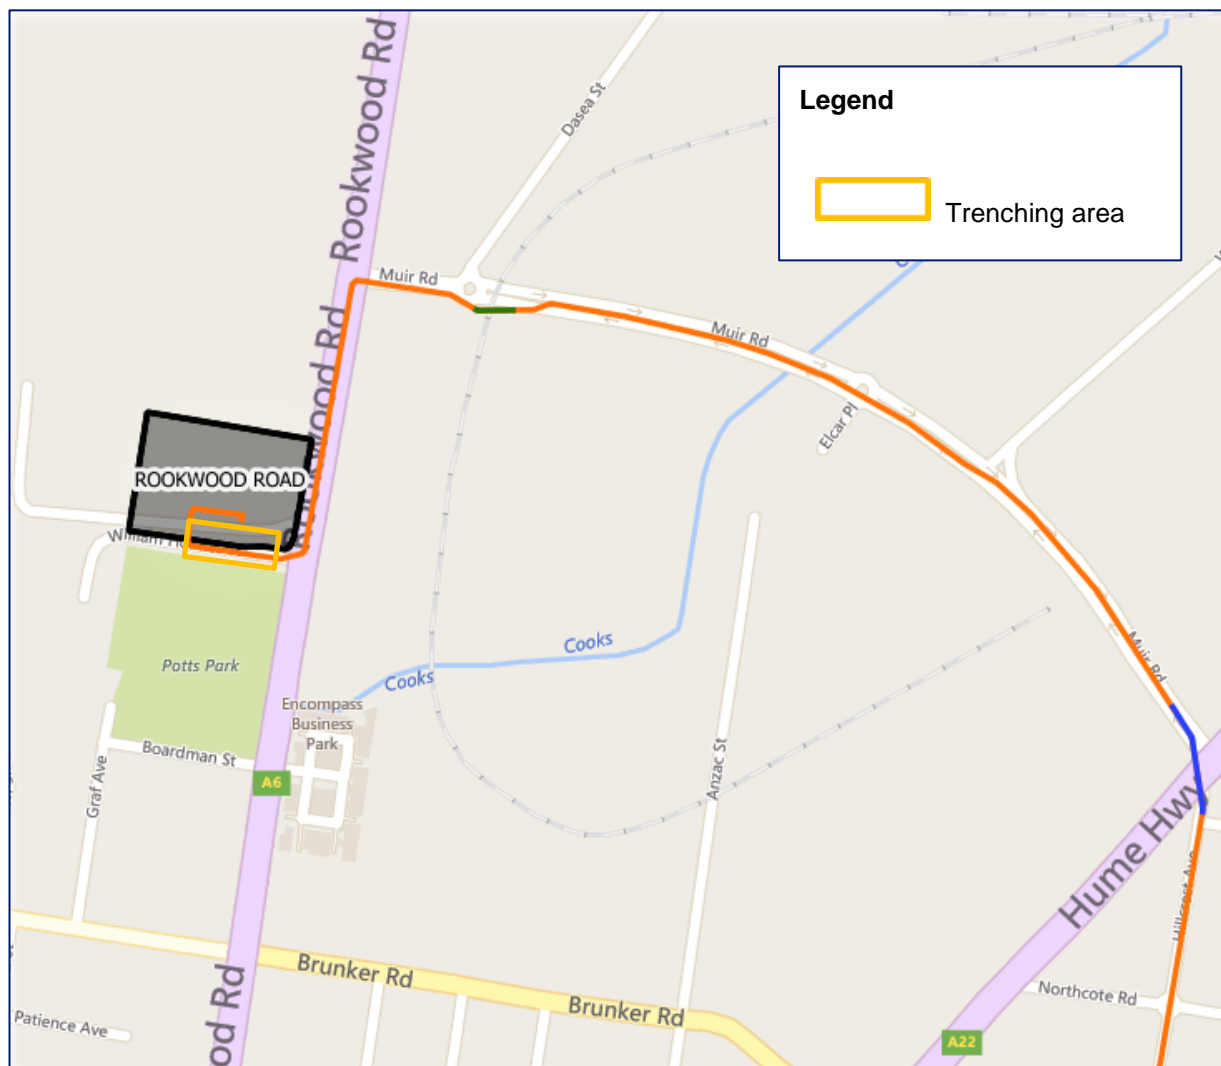 Rookwood Rd
Dasea St
Legend
Trenching area
Muir Rd
Rookwood Rd
Muir Rd
Elcar Pl
ROOKWOOD ROAD
Cooks
Cooks
Potts Park
Muir Rd
Encompass
Business
Park
Boardman St
A6
Graf Ave
Anzac St
Hume Hwy
Hillcrest Ave
Brunker Rd
Brunker Rd
Northcote Rd
Patience Ave
A22